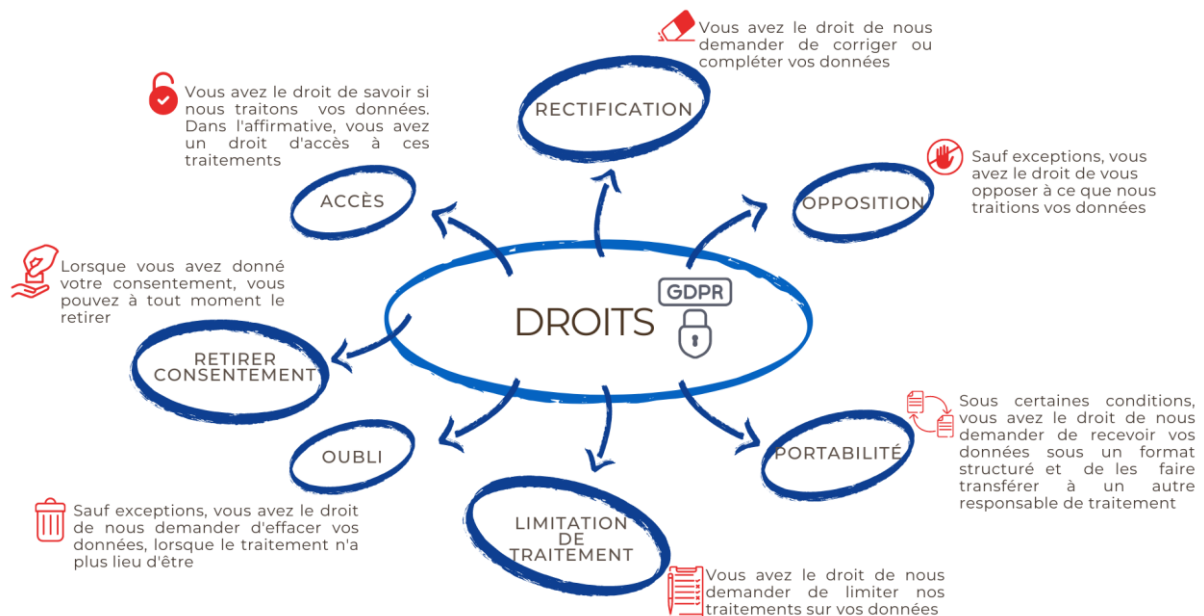 Vous avez le droit de nous
demander de corriger ou
compléter vos données
RECTIFICATION
Vous avez le droit de savoir si
nous traitons vos données.
Dans l'affirmative, vous avez
un droit d'accès à ces
traitements
ACCÈS
Sauf exceptions, vous
avez le droit de vous
opposer à ce que nous
traitions vos données
OPPOSITION
Lorsque vous avez donné
votre consentement, vous
pouvez à tout moment le
retirer
RETIRER
CONSENTEMENT
DROITS
GDPR
Sous certaines conditions,
vous avez le droit de nous
demander de recevoir vos
données sous un format
structuré et de les faire
transférer à un autre
responsable de traitement
PORTABILITÉ
OUBLI
Sauf exceptions, vous avez le droit
de nous demander d'effacer vos
données, lorsque le traitement n'a
plus lieu d'être
LIMITATION
DE
TRAITEMENT
Vous avez le droit de nous
demander de limiter nos
traitements sur vos données